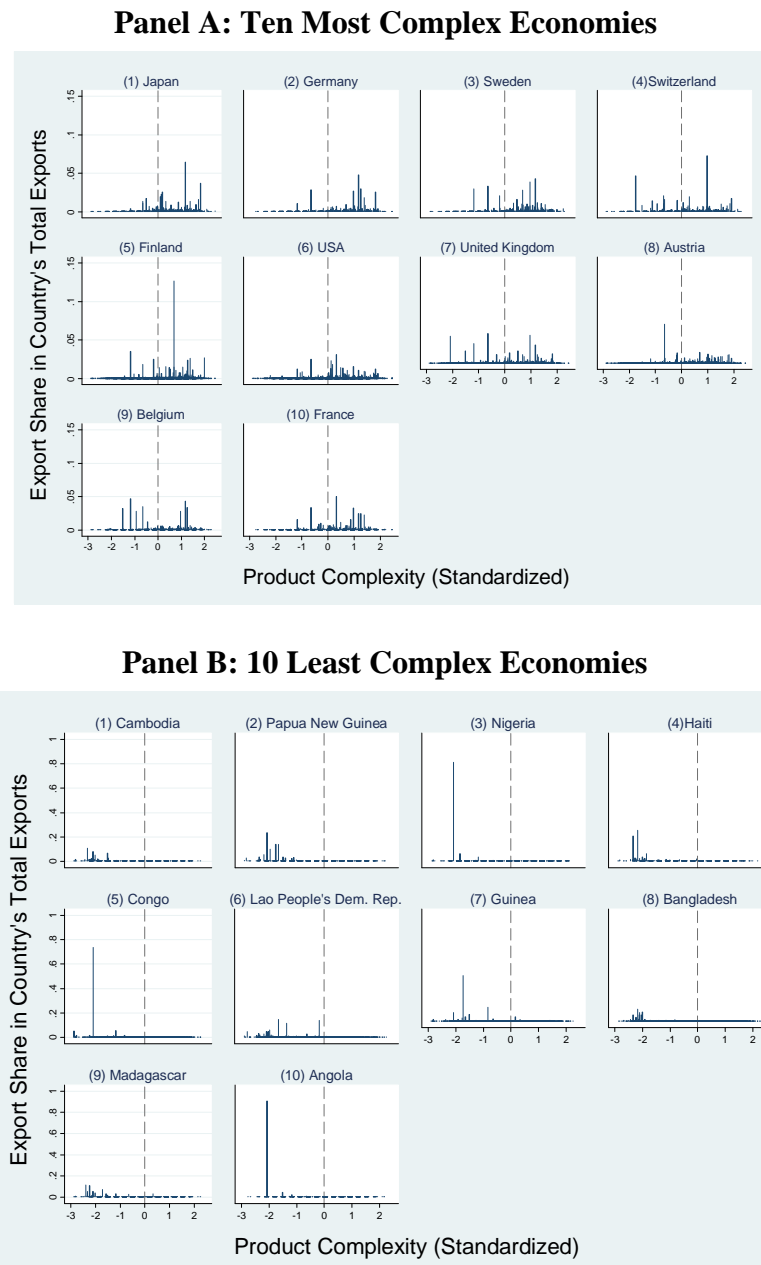 Panel A: Ten Most Complex Economies
Export Share in Country's Total Exports
(1) Japan (2) Germany (3) Sweden (4)Switzerland
.15
.1
.05
0
(5) Finland (6) USA (7) United Kingdom (8) Austria
.15
.1
.05
0
-3 -2 -1 0 1 2 -3 -2 -1 0 1 2
(9) Belgium (10) France
.15
.1
.05
0
-3 -2 -1 0 1 2 -3 -2 -1 0 1 2
Product Complexity (Standardized)
Panel B: 10 Least Complex Economies
Export Share in Country's Total Exports
(1) Cambodia (2) Papua New Guinea (3) Nigeria (4)Haiti
1
.8
.6
.4
.2
0
(5) Congo (6) Lao People's Dem. Rep. (7) Guinea (8) Bangladesh
1
.8
.6
.4
.2
0
-3 -2 -1 0 1 2 -3 -2 -1 0 1 2
(9) Madagascar (10) Angola
1
.8
.6
.4
.2
0
-3 -2 -1 0 1 2 -3 -2 -1 0 1 2
Product Complexity (Standardized)